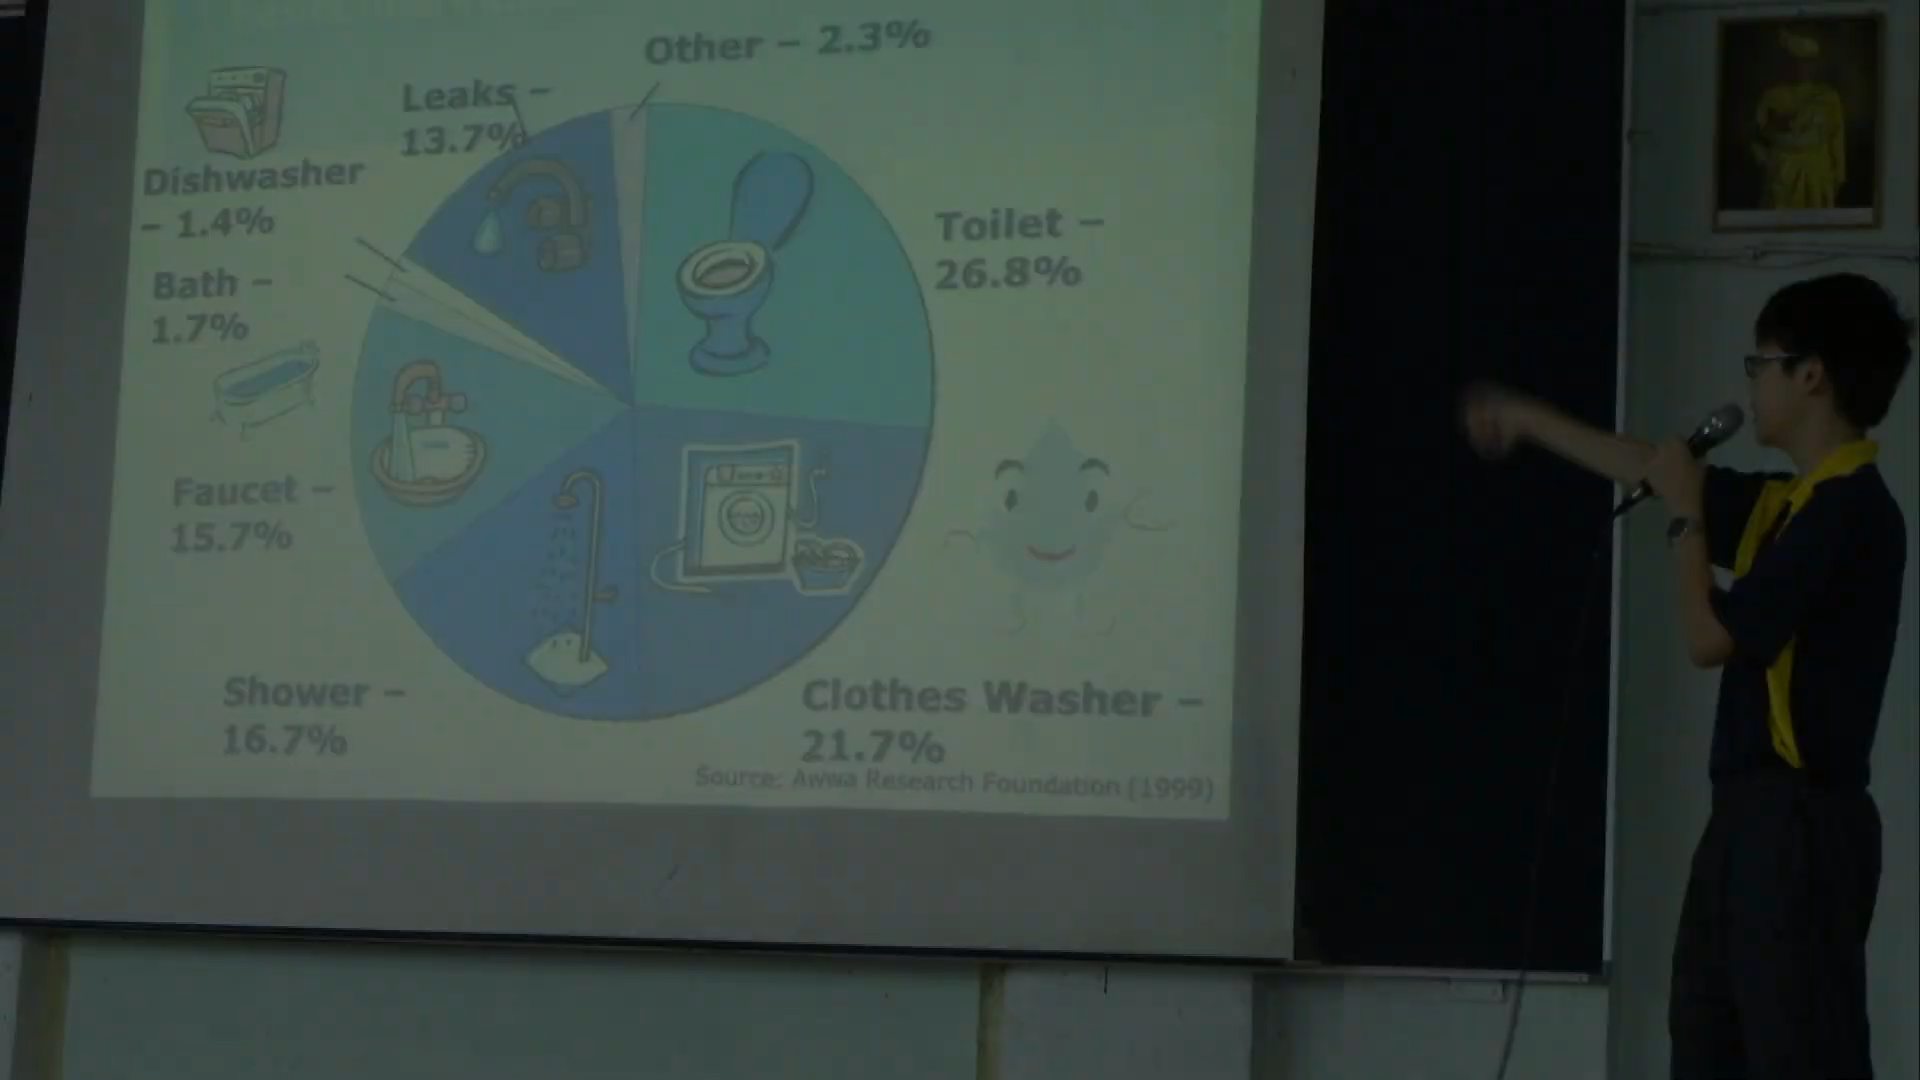 Other – 2.3%
Leaks –
13.7%
Dishwasher
– 1.4%
Bath –
1.7%
Toilet –
26.8%
Faucet –
15.7%
Shower –
16.7%
Clothes Washer –
21.7%
Source: Awwa Research Foundation (1999)